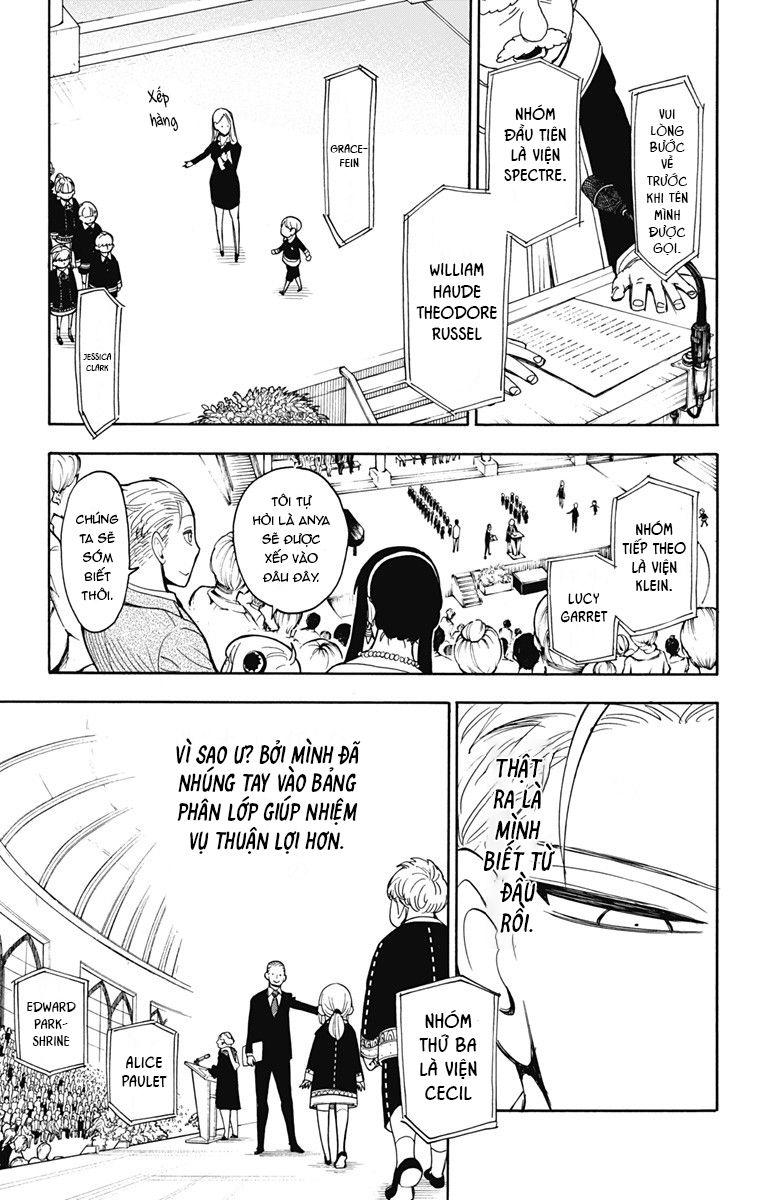 VUI
LÒNG
BƯỚC
VỀ
TRƯỚC
KHI TÊN
MÌNH
ĐƯỢC
GỌI.
NHÓM
ĐẦU TIÊN
LÀ VIỆN
SPECTRE.
WILLIAM
HAUDE
THEODORE
RUSSEL
GRACE-
FEIN
Xếp
hàng
JESSICA
CLARK
NHÓM
TIẾP THEO
LÀ VIỆN
KLEIN.
LUCY
GARRET
TÔI TỰ
HỎI LÀ ANYA
SẼ ĐƯỢC
XẾP VÀO
ĐÂU ĐÂY.
CHÚNG
TA SẼ
SỚM
BIẾT
THÔI.
THẬT
RA LÀ
MÌNH
BIẾT TỪ
ĐẦU
RỒI.
VÌ SAO Ư? BỞI MÌNH ĐÃ
NHÚNG TAY VÀO BẢNG
PHÂN LỚP GIÚP NHIỆM
VỤ THUẬN LỢI HƠN.
NHÓM
THỨ BA
LÀ VIỆN
CECIL
ALICE
PAULET
EDWARD
PARK-
SHRINE